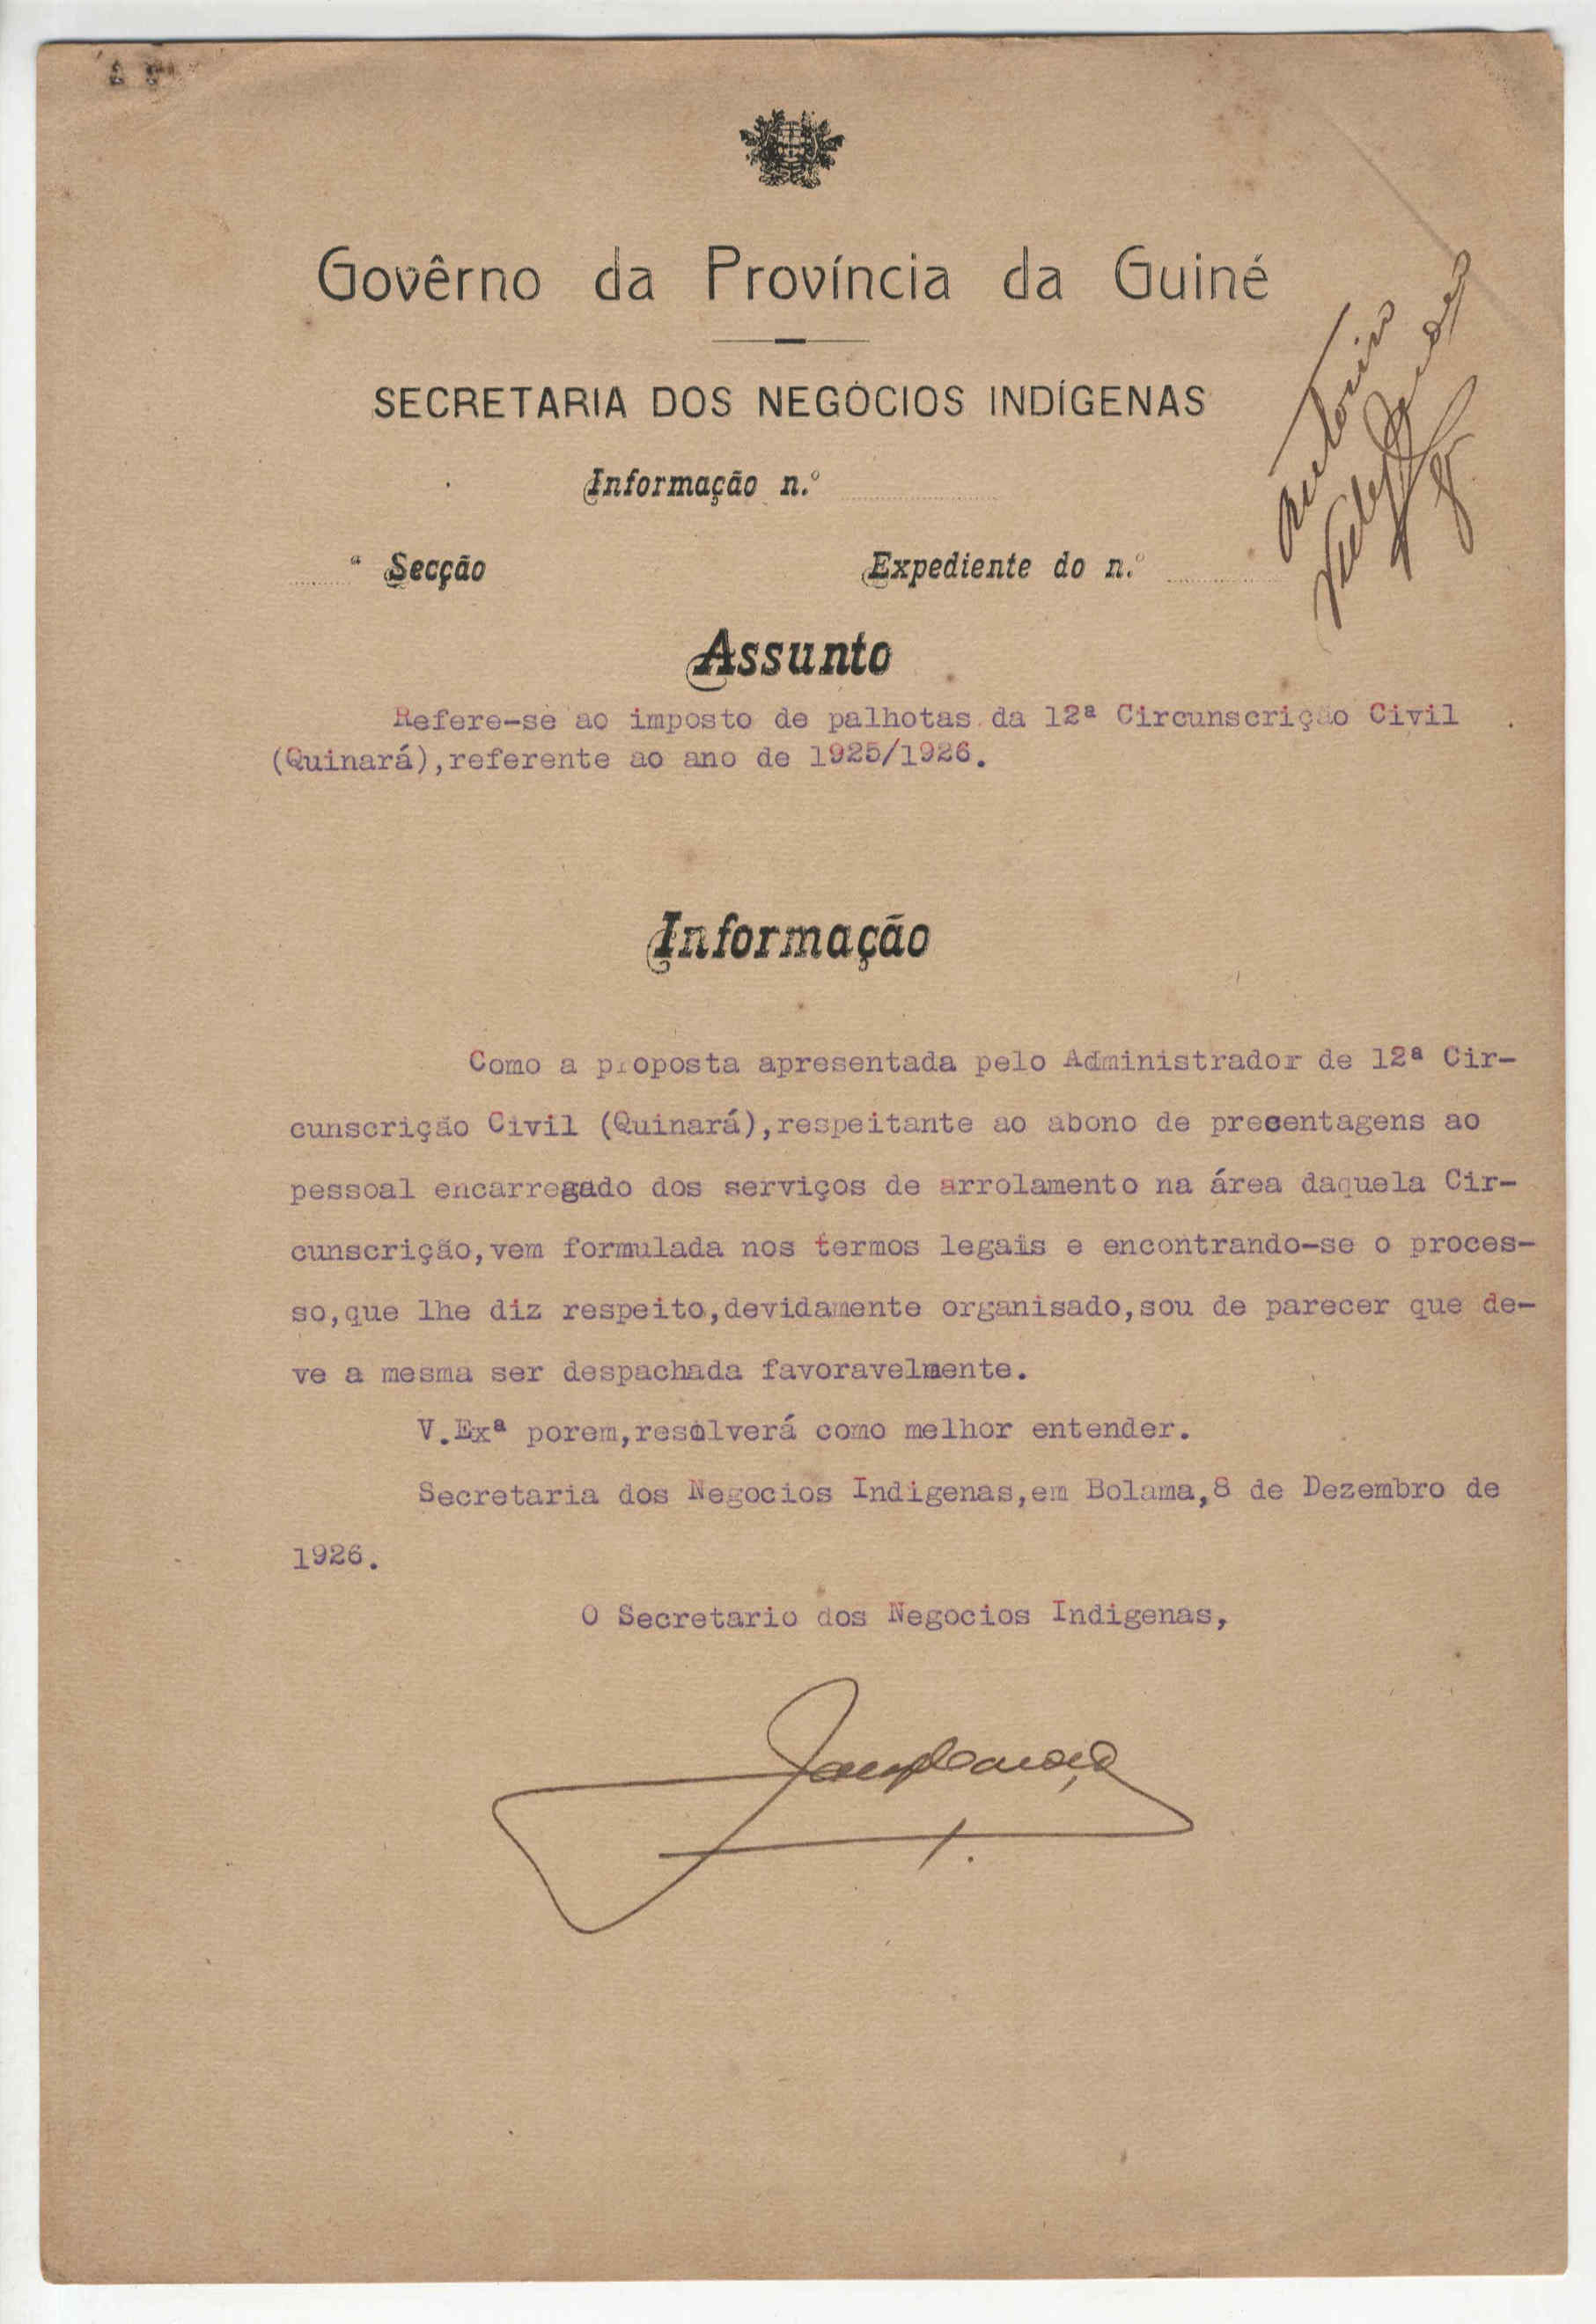 Govêrno da Província da Guiné
SECRETARIA DOS NEGÓCIOS INDÍGENAS
Informação n.º
ª Secção Expediente do n.º
Assunto
Refere-se ao imposto de palhotas da 12ª Circunscrição Civil
(Quinará),referente ao ano de 1925/1926.
Informação
Como a proposta apresentada pelo Administrador de 12ª Cir-
cunscrição Civil (Quinará),respeitante ao abono de precentagens ao
pessoal encarregado dos serviços de arrolamento na área daquela Cir-
cunscrição,vem formulada nos termos legais e encontrando-se o proces-
so,que lhe diz respeito,devidamente organisado,sou de parecer que de-
ve a mesma ser despachada favoravelmente.
V.Exª porem,resolverá como melhor entender.
Secretaria dos Negocios Indigenas,em Bolama,8 de Dezembro de
1926.
O Secretario dos Negocios Indigenas,